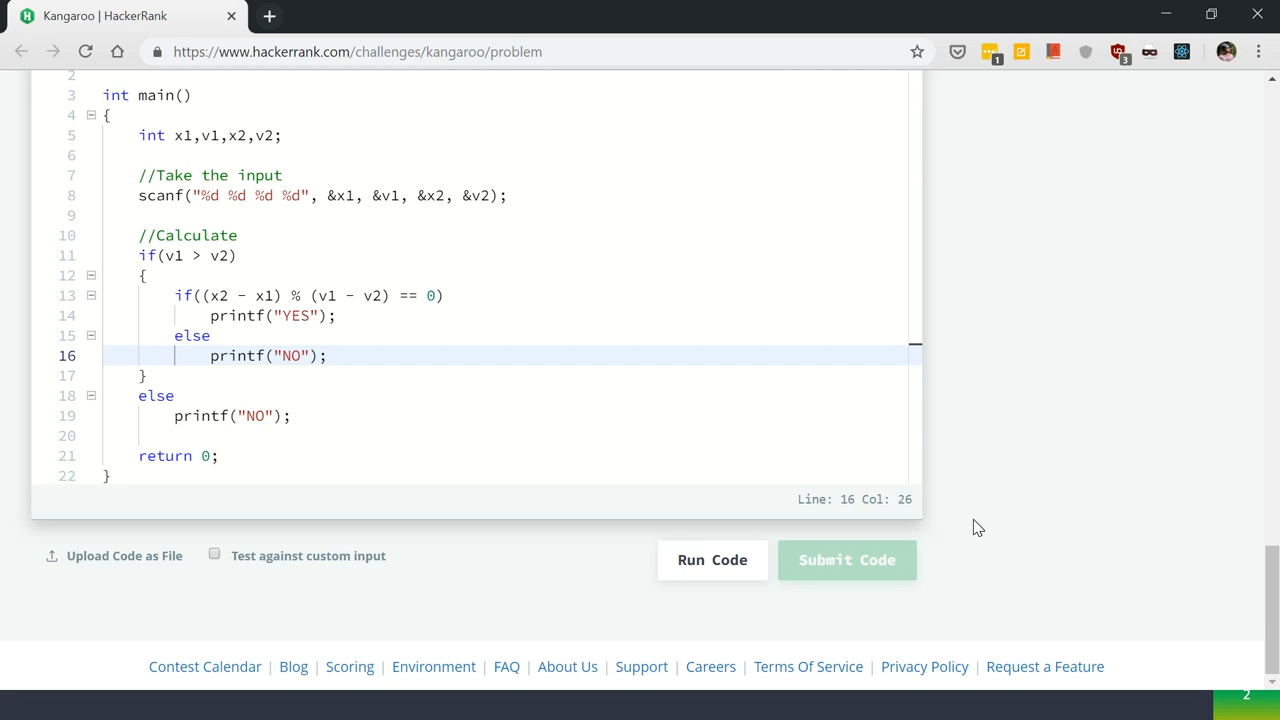 Kangaroo | HackerRank
https://www.hackerrank.com/challenges/kangaroo/problem
1
3
2
3 int main()
4 {
5 int x1,v1,x2,v2;
6
7 //Take the input
8 scanf("%d %d %d %d", &x1, &v1, &x2, &v2);
9
10 //Calculate
11 if(v1 > v2)
12 {
13 if((x2 - x1) % (v1 - v2) == 0)
14 printf("YES");
15 else
16 printf("NO");
17 }
18 else
19 printf("NO");
20
21 return 0;
22 }
Line: 16 Col: 26
Upload Code as File Test against custom input Run Code Submit Code
Contest Calendar | Blog | Scoring | Environment | FAQ | About Us | Support | Careers | Terms Of Service | Privacy Policy | Request a Feature
2